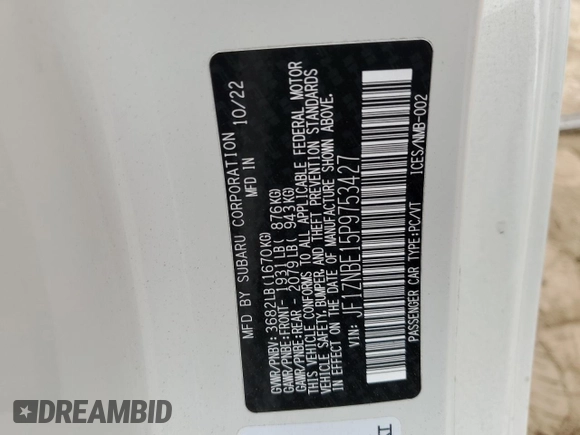 MFD BY SUBARU CORPORATION
MFD IN 10/22
GVWR/PNBV:3682LB(1670KG)
GAWR/PNBE:FRONT- 1931LB( 876KG)
GAWR/PNBE:REAR - 2079LB( 943KG)
THIS VEHICLE CONFORMS TO ALL APPLICABLE FEDERAL MOTOR
VEHICLE SAFETY,BUMPER AND THEFT PREVENTION STANDARDS
IN EFFECT ON THE DATE OF MANUFACTURE SHOWN ABOVE.
VIN: JF1ZNBE15P9753427
PASSENGER CAR TYPE:PC/VT ICES/NMB-002
DREAMBID